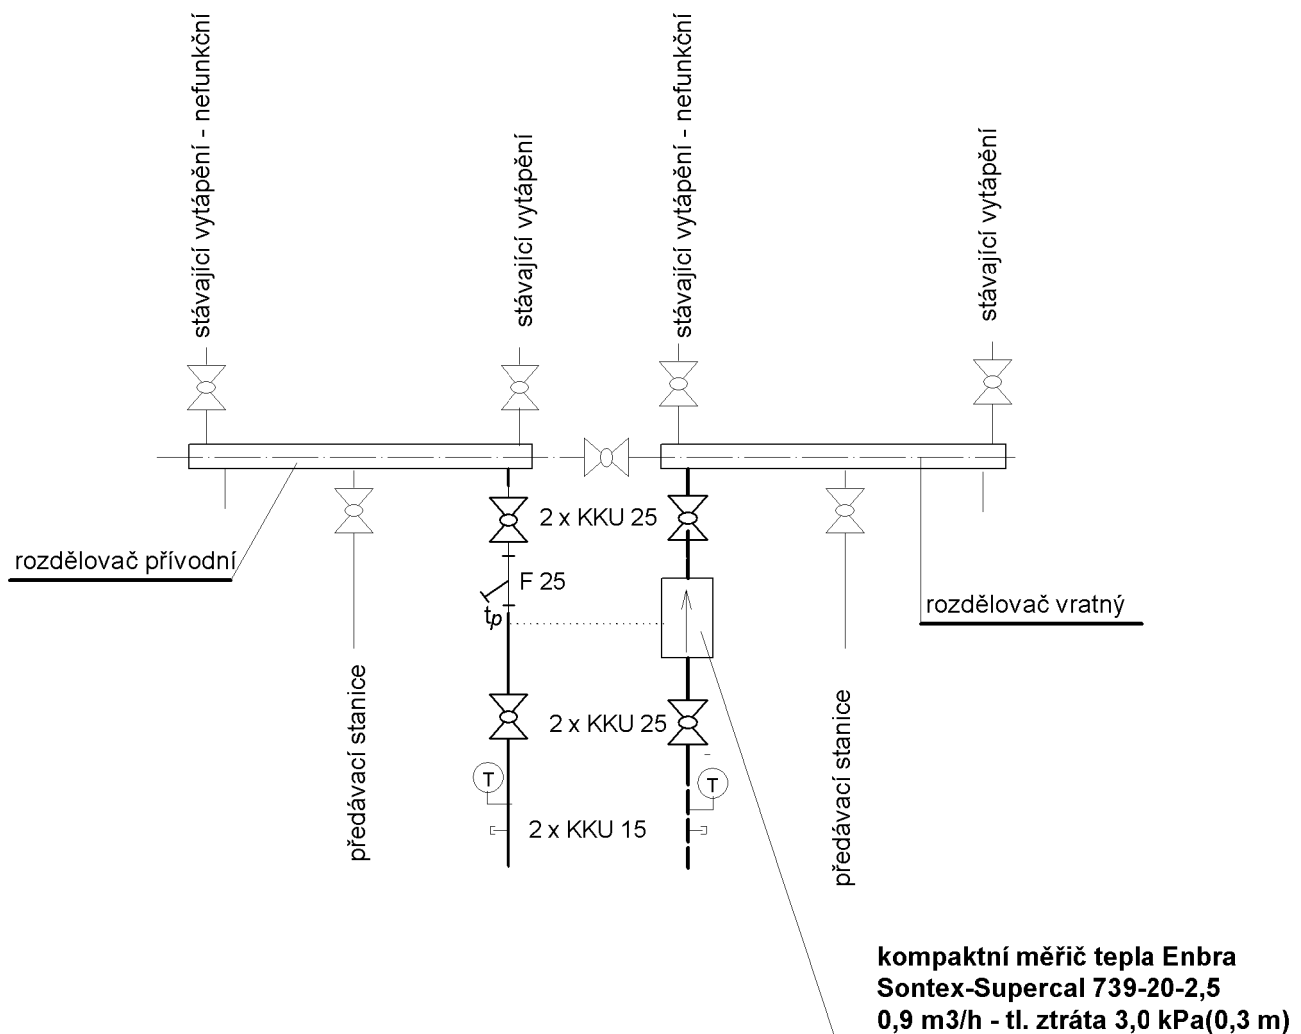 stávající vytápění - nefunkční
stávající vytápění
stávající vytápění - nefunkční
stávající vytápění
2 x KKU 25
rozdělovač přívodní
F 25
tp
rozdělovač vratný
předávací stanice
2 x KKU 25
předávací stanice
T
T
2 x KKU 15
kompaktní měřič tepla Enbra
Sontex-Supercal 739-20-2,5
0,9 m3/h - tl. ztráta 3,0 kPa(0,3 m)